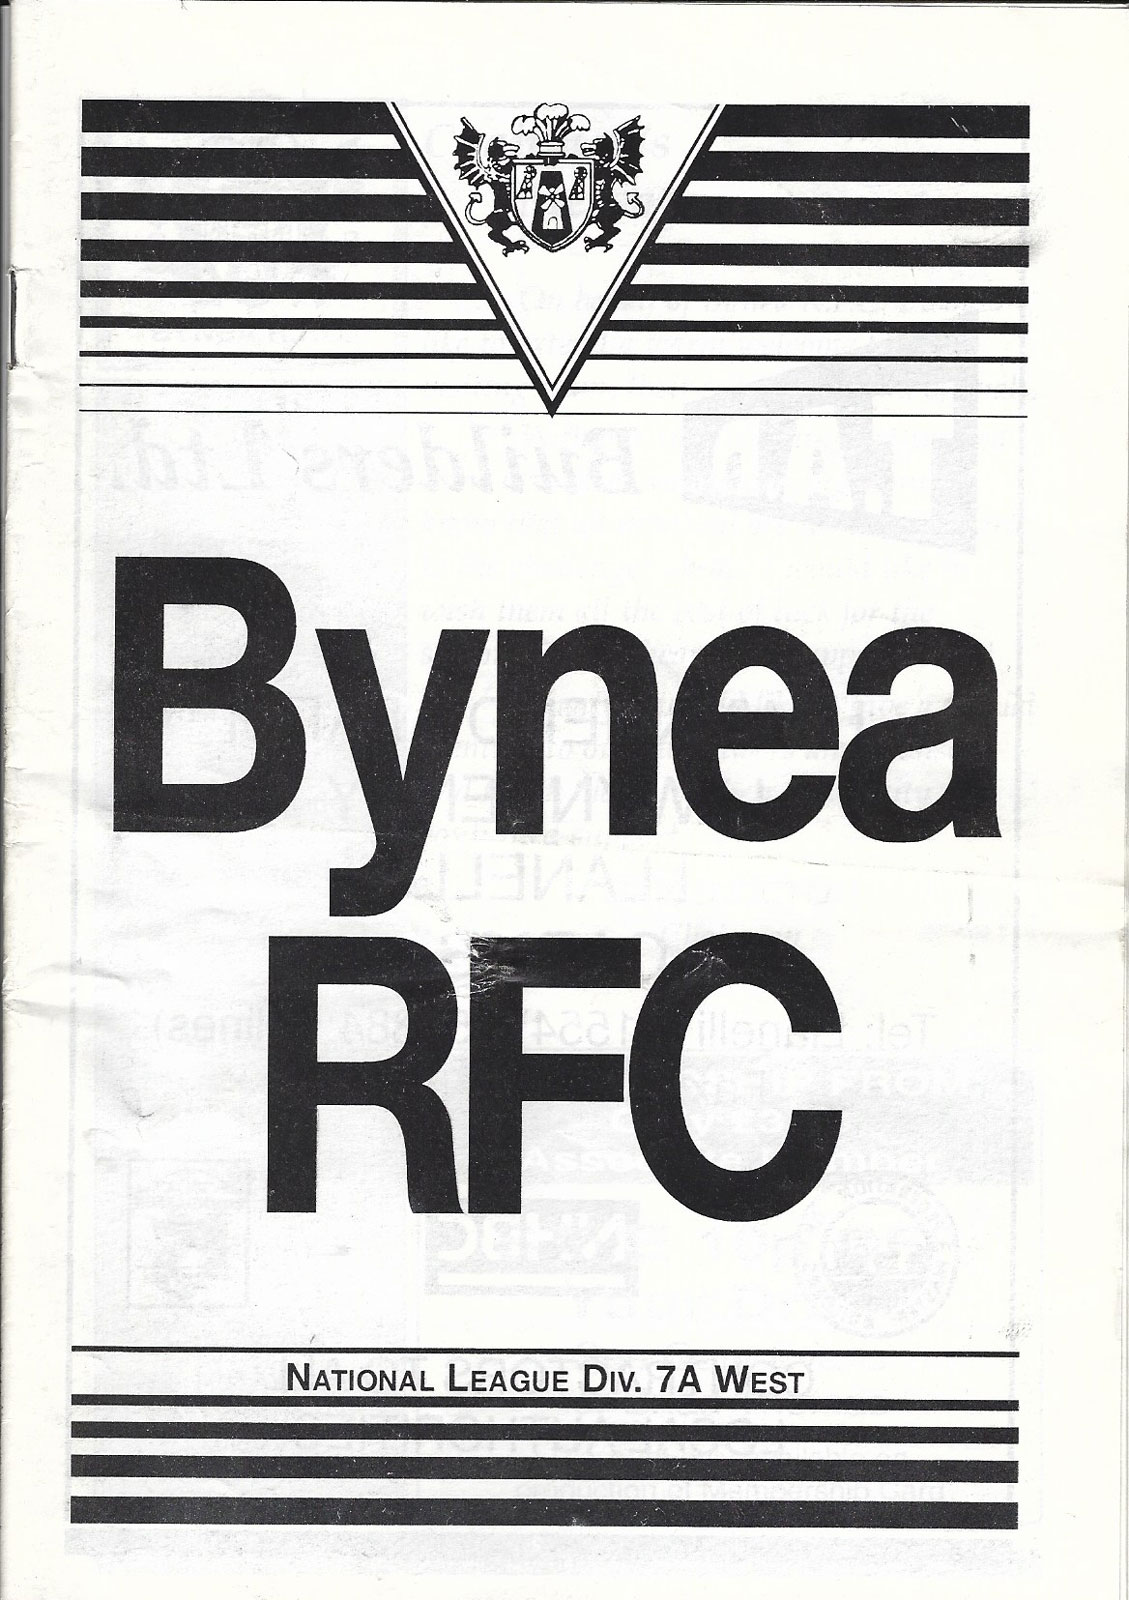 Bynea
RFC
National League Div. 7A West